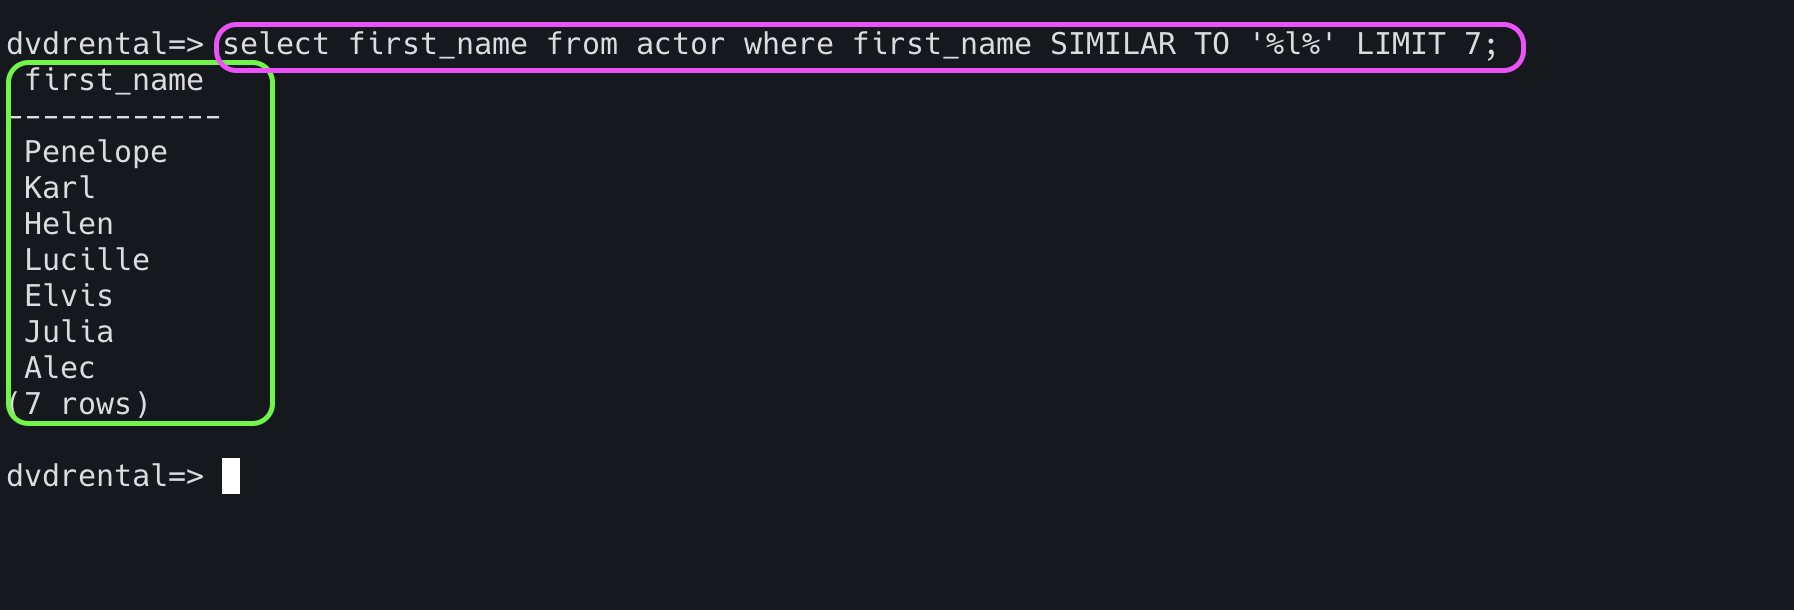 dvdrental=> select first_name from actor where first_name SIMILAR TO '%l%' LIMIT 7;
 first_name
------------
 Penelope
 Karl
 Helen
 Lucille
 Elvis
 Julia
 Alec
(7 rows)
dvdrental=>